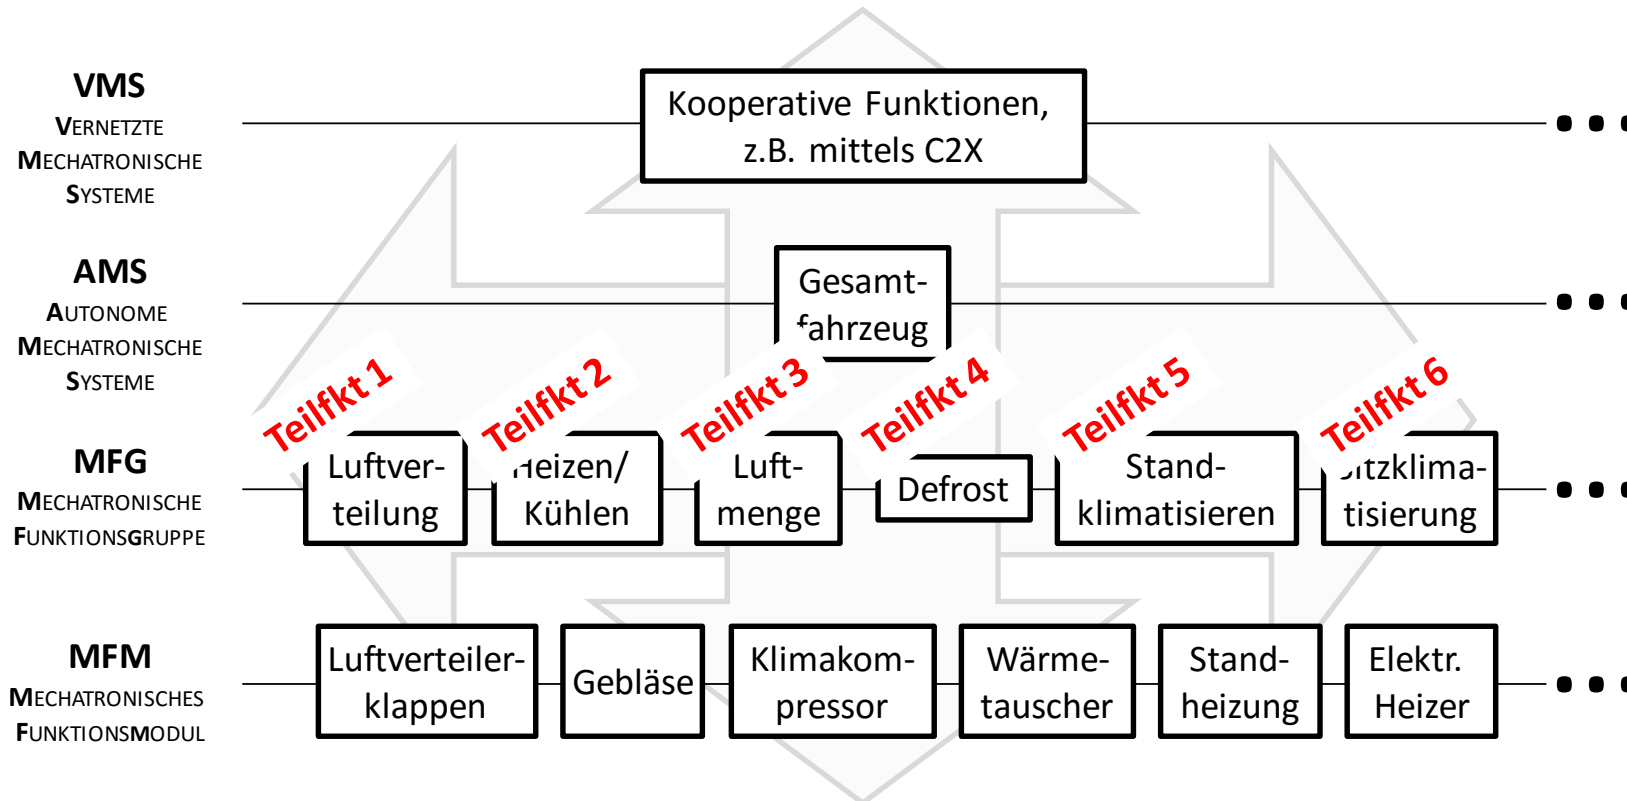 VMS
VERNETZTE
MECHATRONISCHE
SYSTEME
Kooperative Funktionen,
z.B. mittels C2X
AMS
AUTONOME
MECHATRONISCHE
SYSTEME
Gesamt-
fahrzeug
Teilfkt 1
Teilfkt 2
Teilfkt 3
Teilfkt 4
Teilfkt 5
Teilfkt 6
MFG
MECHATRONISCHE
FUNKTIONSGRUPPE
Luftver-
teilung
Heizen/
Kühlen
Luft-
menge
Defrost
Stand-
klimatisieren
Sitzklima-
tisierung
MFM
MECHATRONISCHES
FUNKTIONSMODUL
Luftverteiler-
klappen
Gebläse
Klimakom-
pressor
Wärme-
tauscher
Stand-
heizung
Elektr.
Heizer